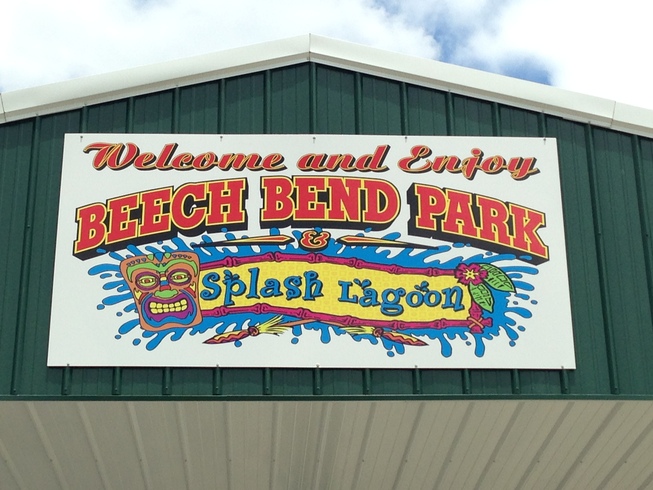 Welcome and Enjoy
BEECH BEND PARK
&
Splash Lagoon